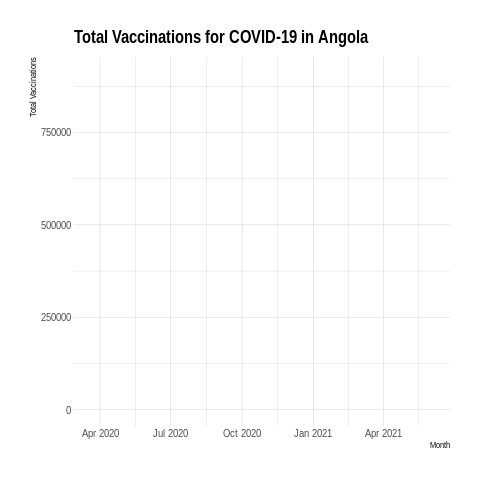 Total Vaccinations for COVID-19 in Angola
Total Vaccinations
750000
500000
250000
0
Apr 2020 Jul 2020 Oct 2020 Jan 2021 Apr 2021
Month